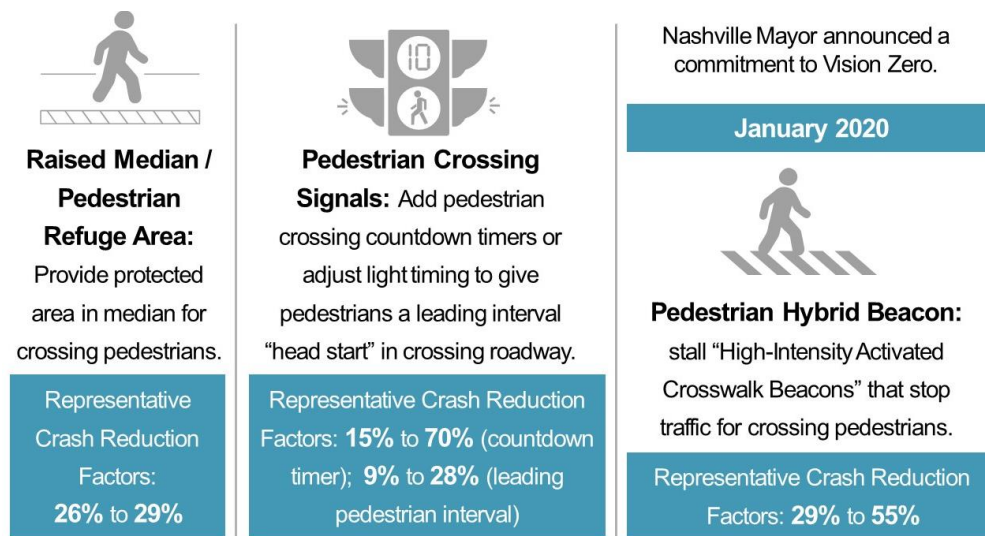 Raised Median /
Pedestrian
Refuge Area:
Provide protected
area in median for
crossing pedestrians.
Representative
Crash Reduction
Factors:
26% to 29%
10
Pedestrian Crossing
Signals: Add pedestrian
crossing countdown timers or
adjust light timing to give
pedestrians a leading interval
“head start” in crossing roadway.
Representative Crash Reduction
Factors: 15% to 70% (countdown
timer); 9% to 28% (leading
pedestrian interval)
Nashville Mayor announced a
commitment to Vision Zero.
January 2020
Pedestrian Hybrid Beacon:
stall “High-Intensity Activated
Crosswalk Beacons” that stop
traffic for crossing pedestrians.
Representative Crash Reduction
Factors: 29% to 55%